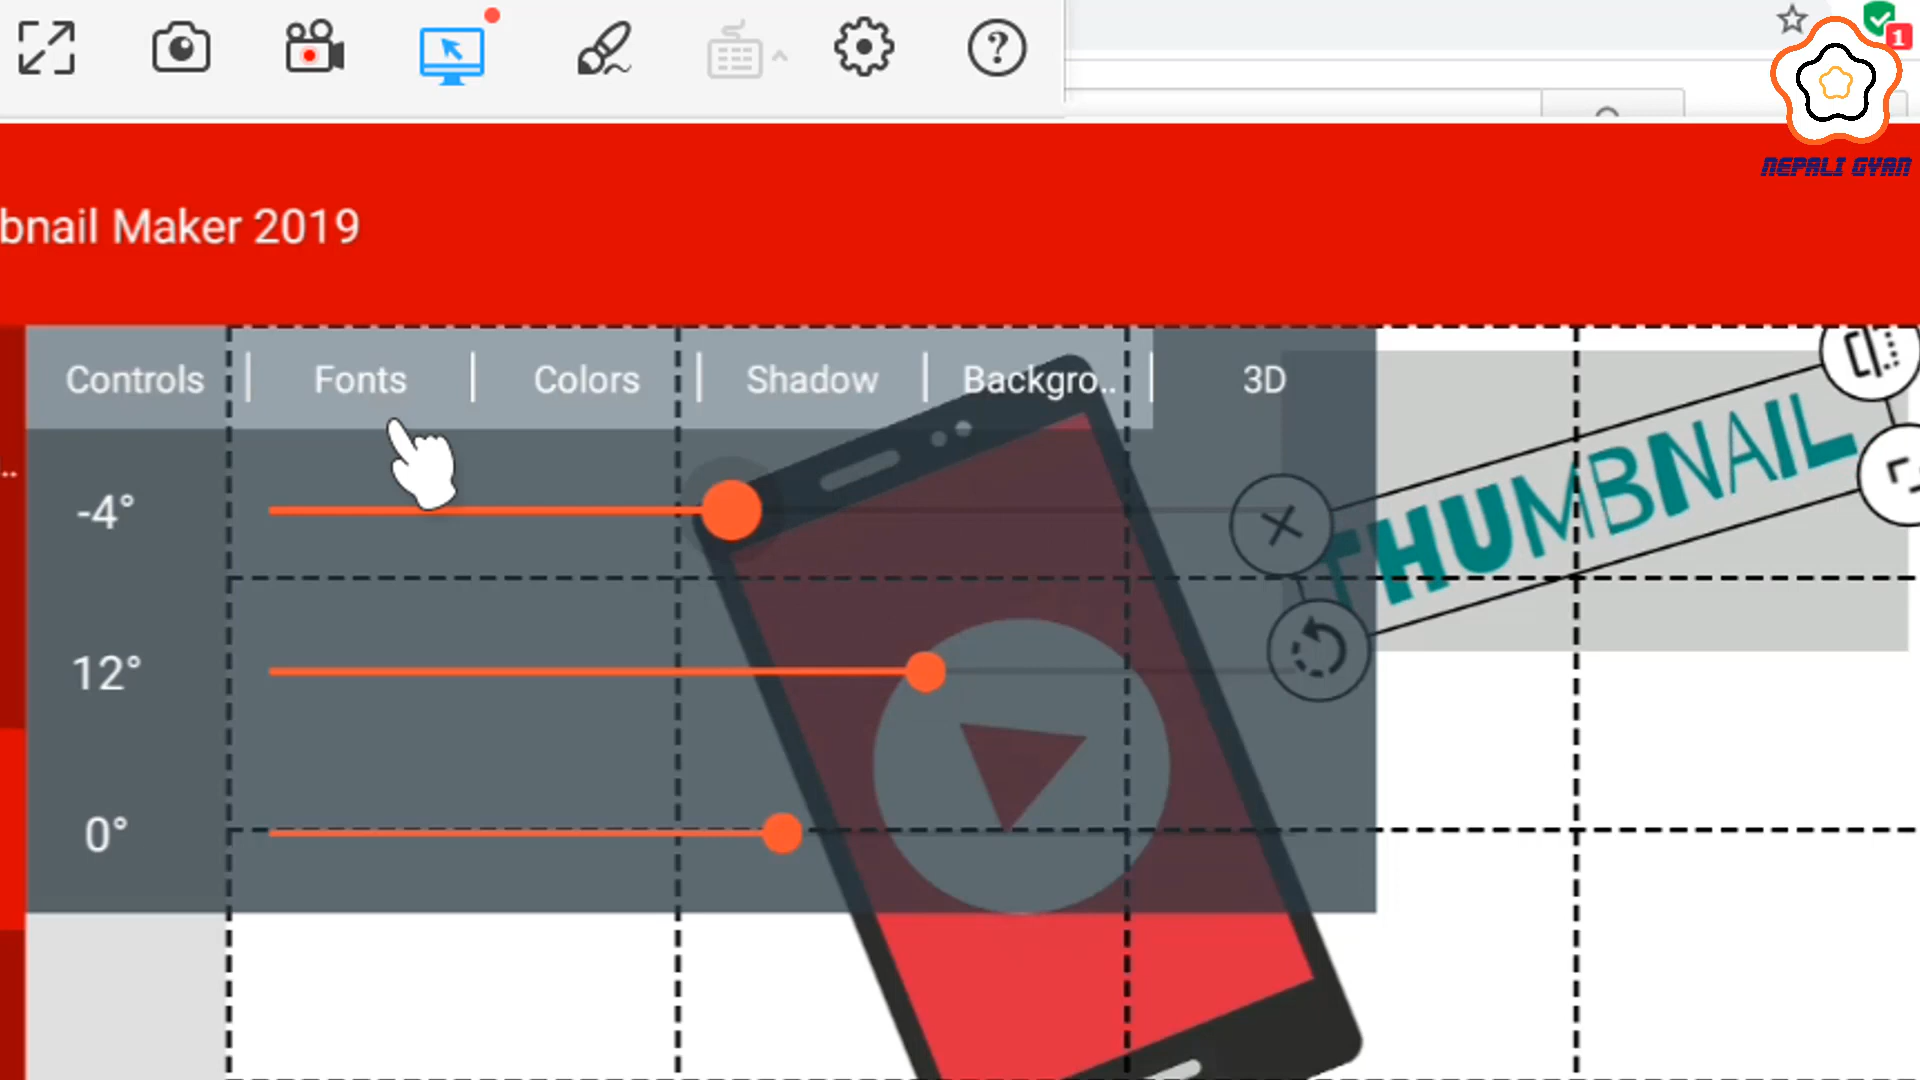 1
NEPALI GYAN
bnail Maker 2019
Controls | Fonts | Colors | Shadow | Backgro.. | 3D
..
-4°
12°
0°
THUMBNAIL